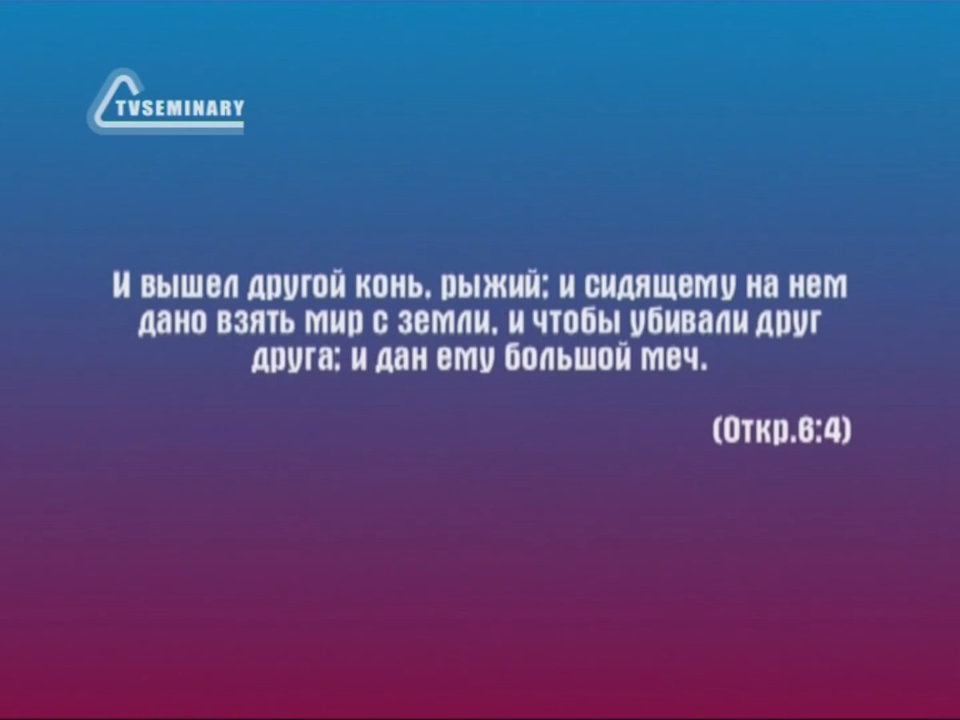 TVSEMINARY
И вышел другой конь, рыжий; и сидящему на нем
дано взять мир с земли, и чтобы убивали друг
друга; и дан ему большой меч.
(Откр.6:4)